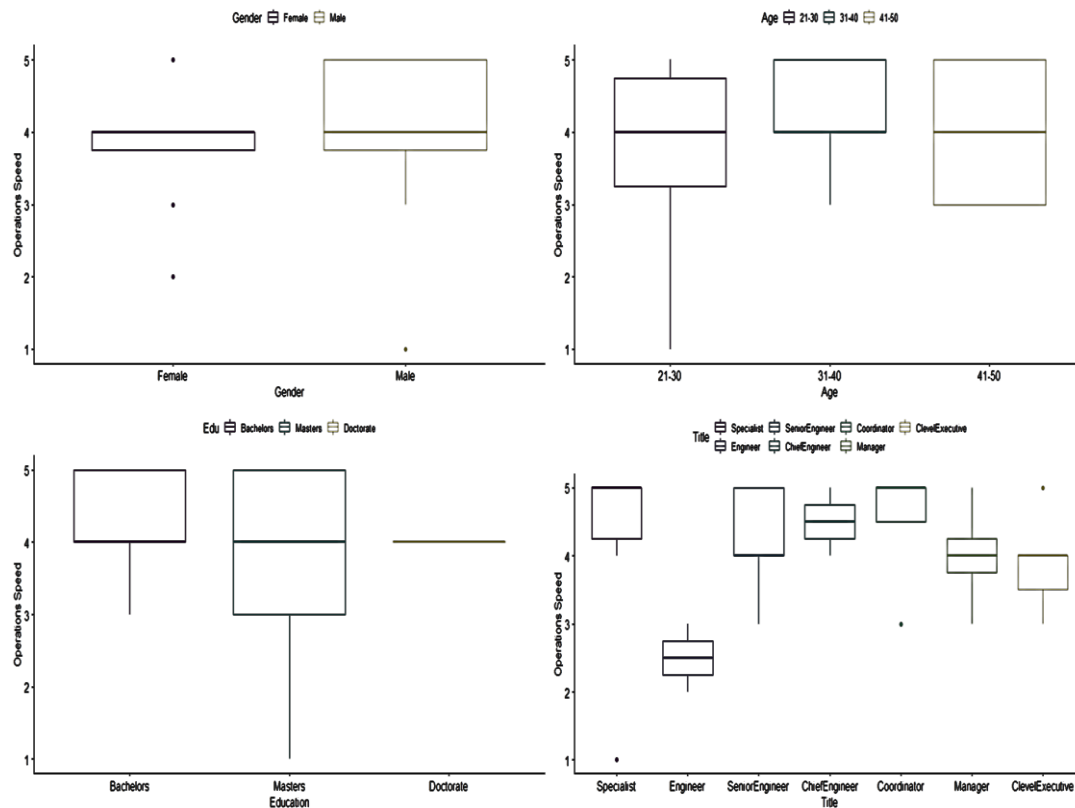 Gender Female Male
Operations Speed
5
4
3
2
1
Female Male
Gender
Age 21-30 31-40 41-50
Operations Speed
5
4
3
2
1
21-30 31-40 41-50
Age
Edu Bachelors Masters Doctorate
Operations Speed
5
4
3
2
1
Bachelors Masters Doctorate
Education
Title Specialist SeniorEngineer Coordinator ClevelExecutive
Engineer ChiefEngineer Manager
Operations Speed
5
4
3
2
1
Specialist Engineer SeniorEngineer ChiefEngineer Coordinator Manager ClevelExecutive
Title